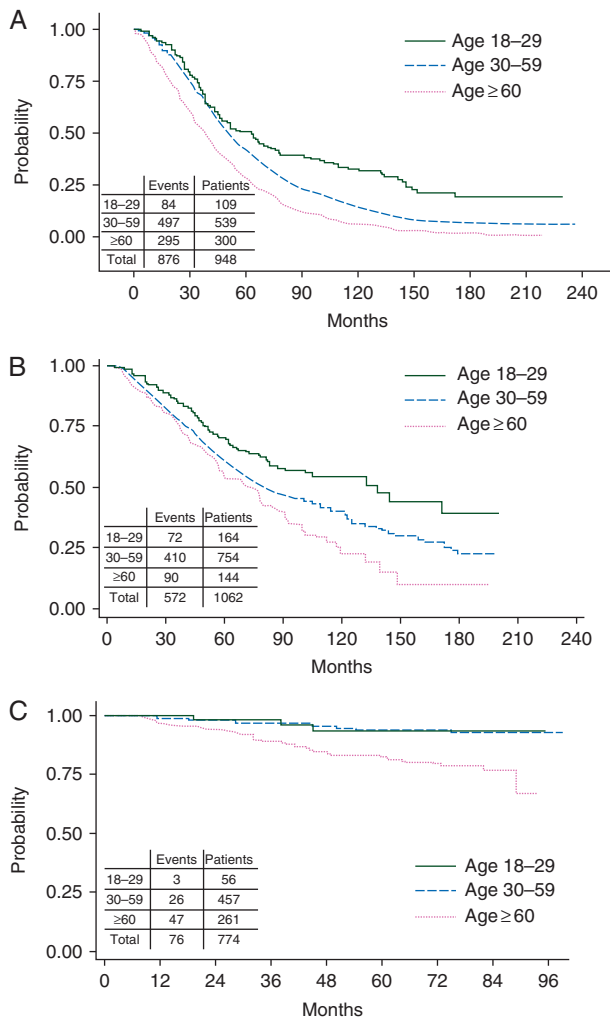 A
Probability
1.00
0.75
0.50
0.25
0.00
Age 18–29
Age 30–59
Age ≥ 60
Events Patients
18–29 84 109
30–59 497 539
≥60 295 300
Total 876 948
0 30 60 90 120 150 180 210 240
Months
B
Probability
1.00
0.75
0.50
0.25
0.00
Age 18–29
Age 30–59
Age ≥ 60
Events Patients
18–29 72 164
30–59 410 754
≥60 90 144
Total 572 1062
0 30 60 90 120 150 180 210 240
Months
C
Probability
1.00
0.75
0.50
0.25
0.00
Events Patients
18–29 3 56
30–59 26 457
≥60 47 261
Total 76 774
Age 18–29
Age 30–59
Age ≥ 60
0 12 24 36 48 60 72 84 96
Months